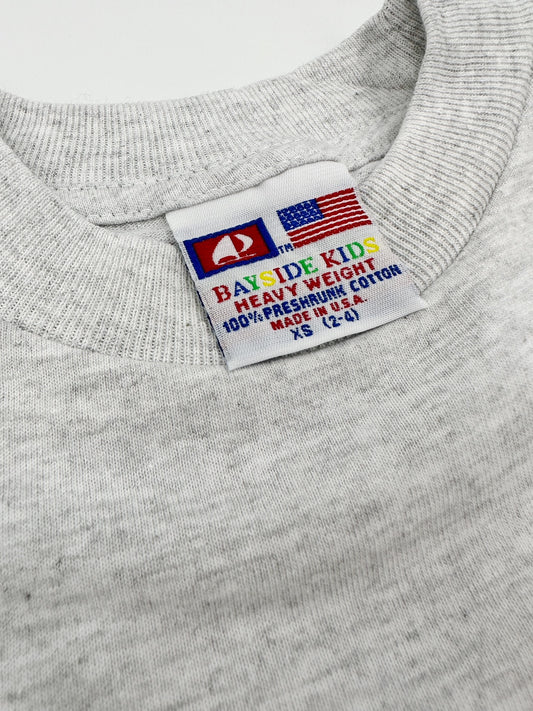 TM
BAYSIDE KIDS
HEAVY WEIGHT
100% PRESHRUNK COTTON
MADE IN U.S.A.
XS (2-4)